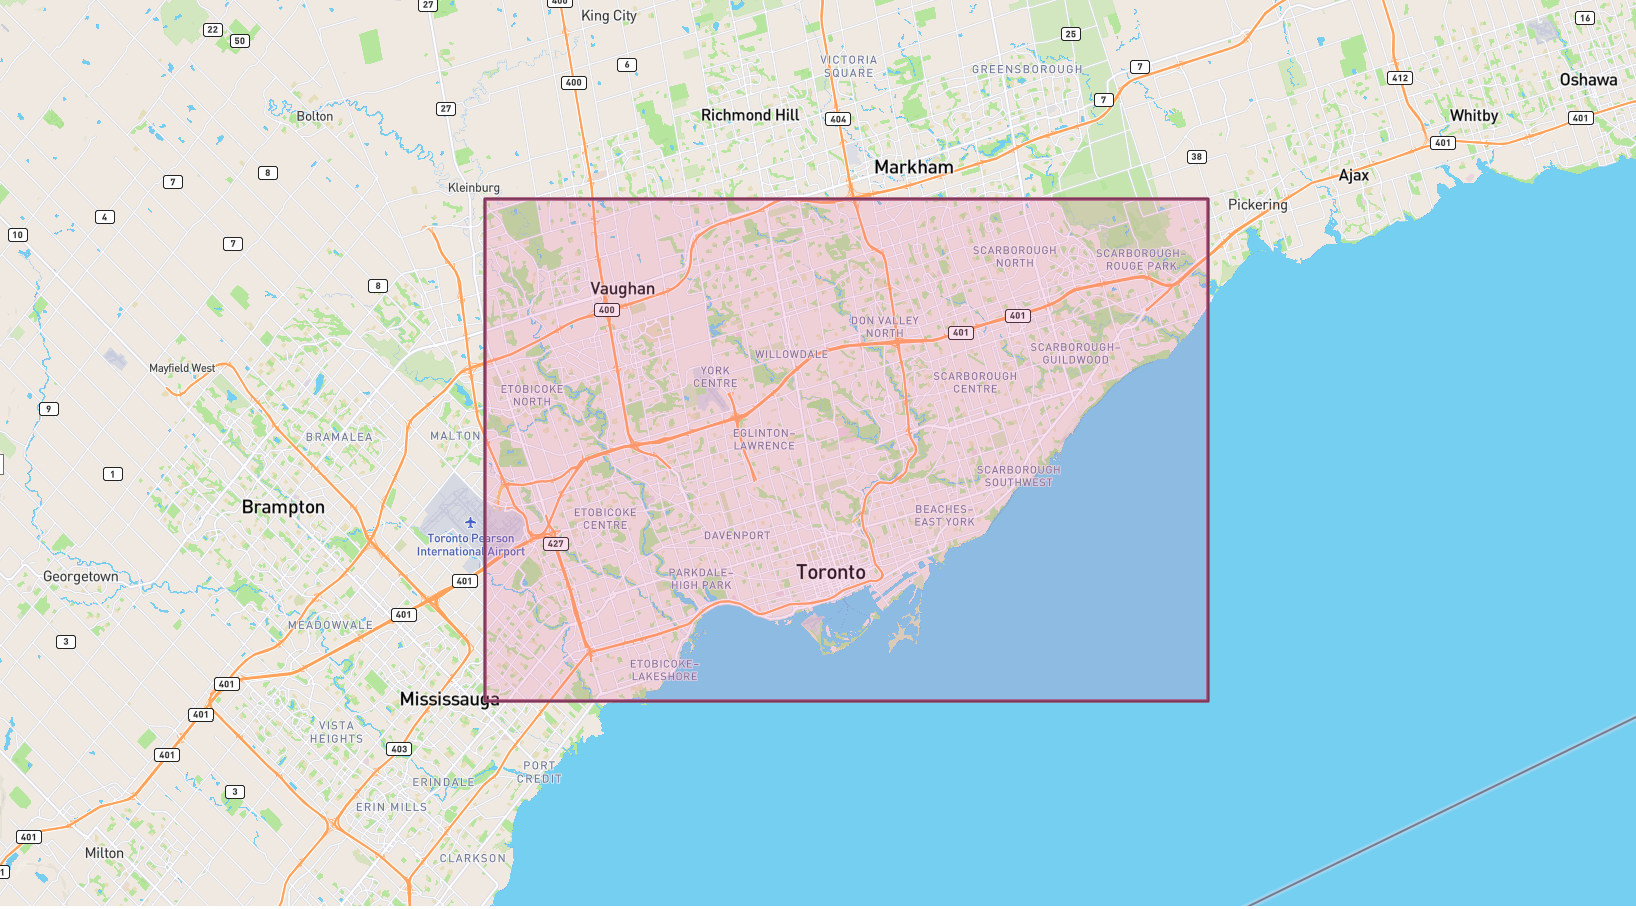 27
400
King City
16
22
50
25
6
VICTORIA
SQUARE
GREENSBOROUGH
7
412
Oshawa
400
27
7
Bolton
Richmond Hill
404
Whitby
401
401
38
8
7
Markham
Ajax
Kleinburg
4
Pickering
10
7
SCARBOROUGH
NORTH
SCARBOROUGH–
ROUGE PARK
8
Vaughan
400
401
DON VALLEY
NORTH
401
WILLOWDALE
SCARBOROUGH–
GUILDWOOD
Mayfield West
YORK
CENTRE
SCARBOROUGH
CENTRE
ETOBICOKE
NORTH
9
BRAMALEA
MALTON
EGLINTON–
LAWRENCE
1
SCARBOROUGH
SOUTHWEST
Brampton
ETOBICOKE
CENTRE
BEACHES–
EAST YORK
Toronto Pearson
International Airport
427
DAVENPORT
Georgetown
401
PARKDALE–
HIGH PARK
Toronto
401
MEADOWVALE
3
ETOBICOKE–
LAKESHORE
401
Mississauga
401
VISTA
HEIGHTS
403
401
PORT
CREDIT
ERINDALE
3
ERIN MILLS
401
Milton
CLARKSON
1